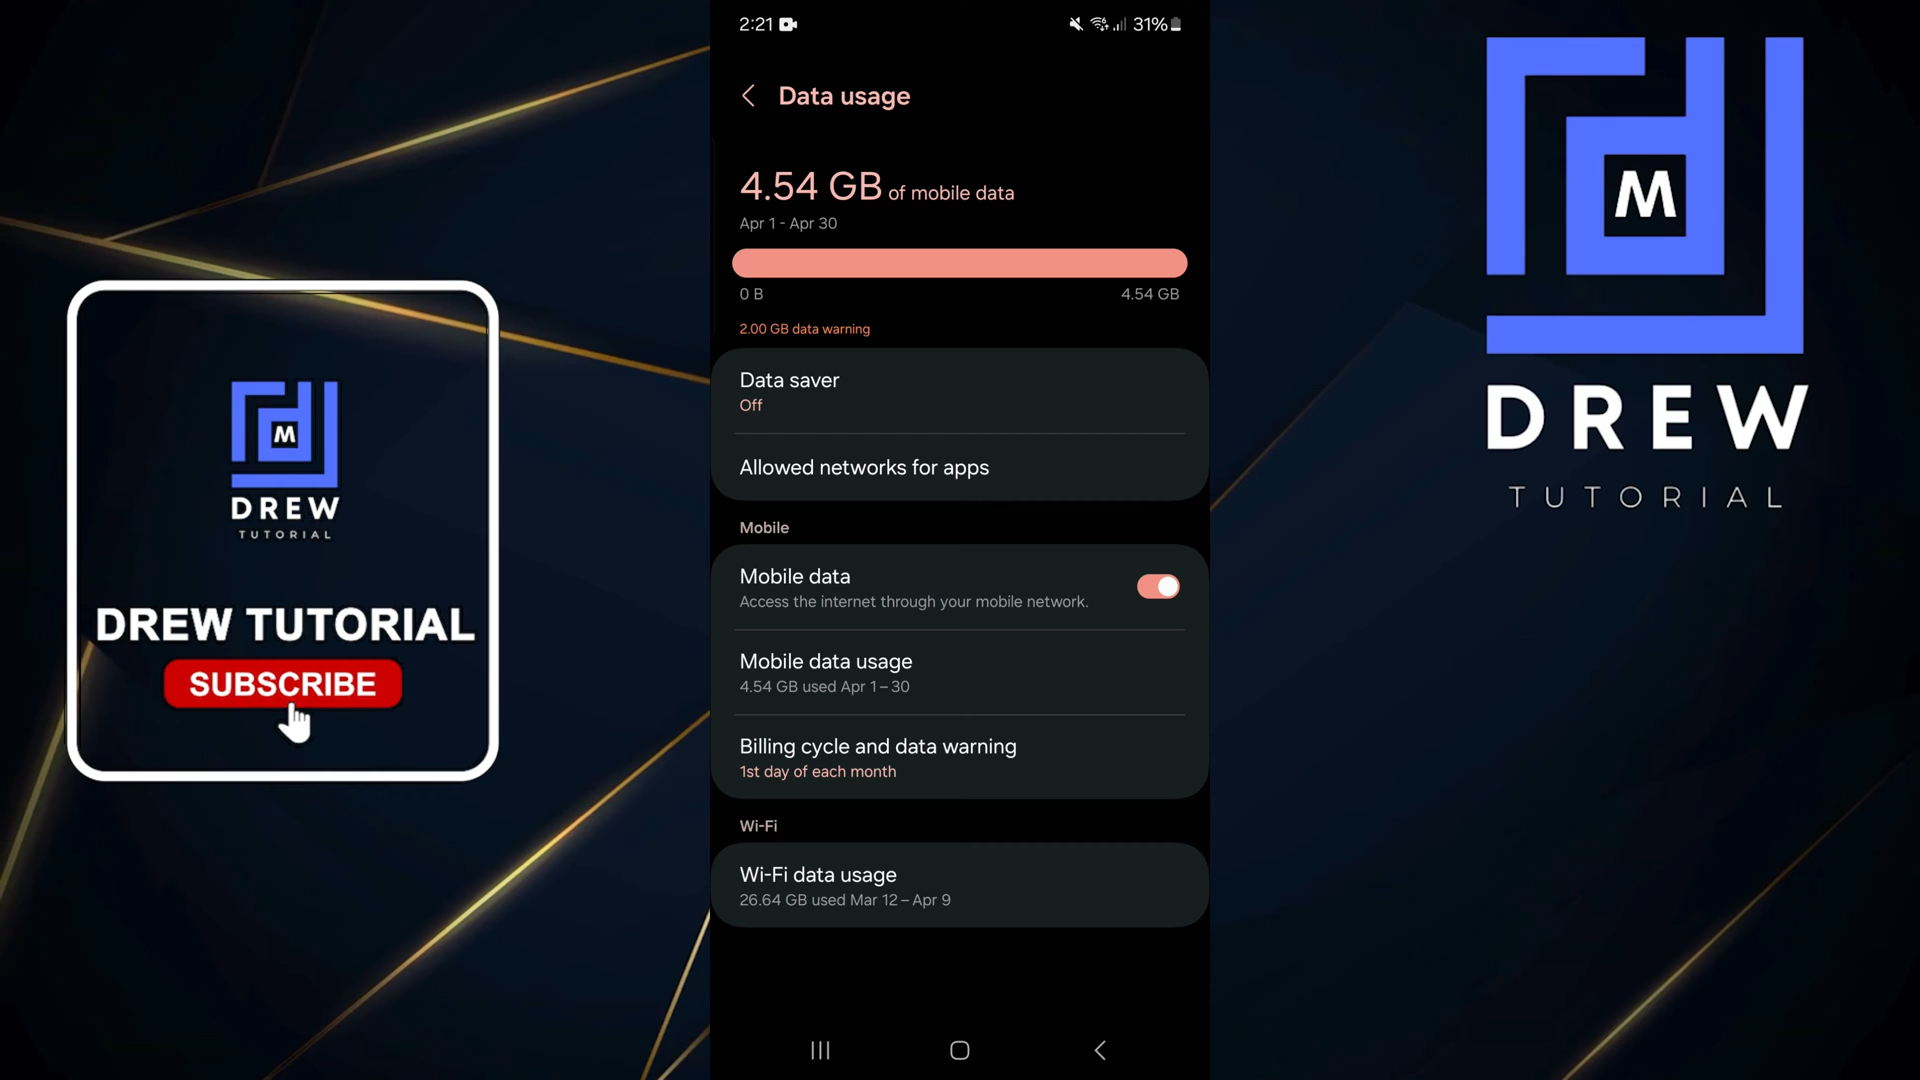 2:21
31%
Data usage
4.54 GB of mobile data
Apr 1 - Apr 30
0 B
4.54 GB
2.00 GB data warning
Data saver
Off
Allowed networks for apps
Mobile
Mobile data
Access the internet through your mobile network.
Mobile data usage
4.54 GB used Apr 1 – 30
Billing cycle and data warning
1st day of each month
Wi-Fi
Wi-Fi data usage
26.64 GB used Mar 12 – Apr 9
M
DREW
TUTORIAL
DREW TUTORIAL
SUBSCRIBE
M
DREW
TUTORIAL